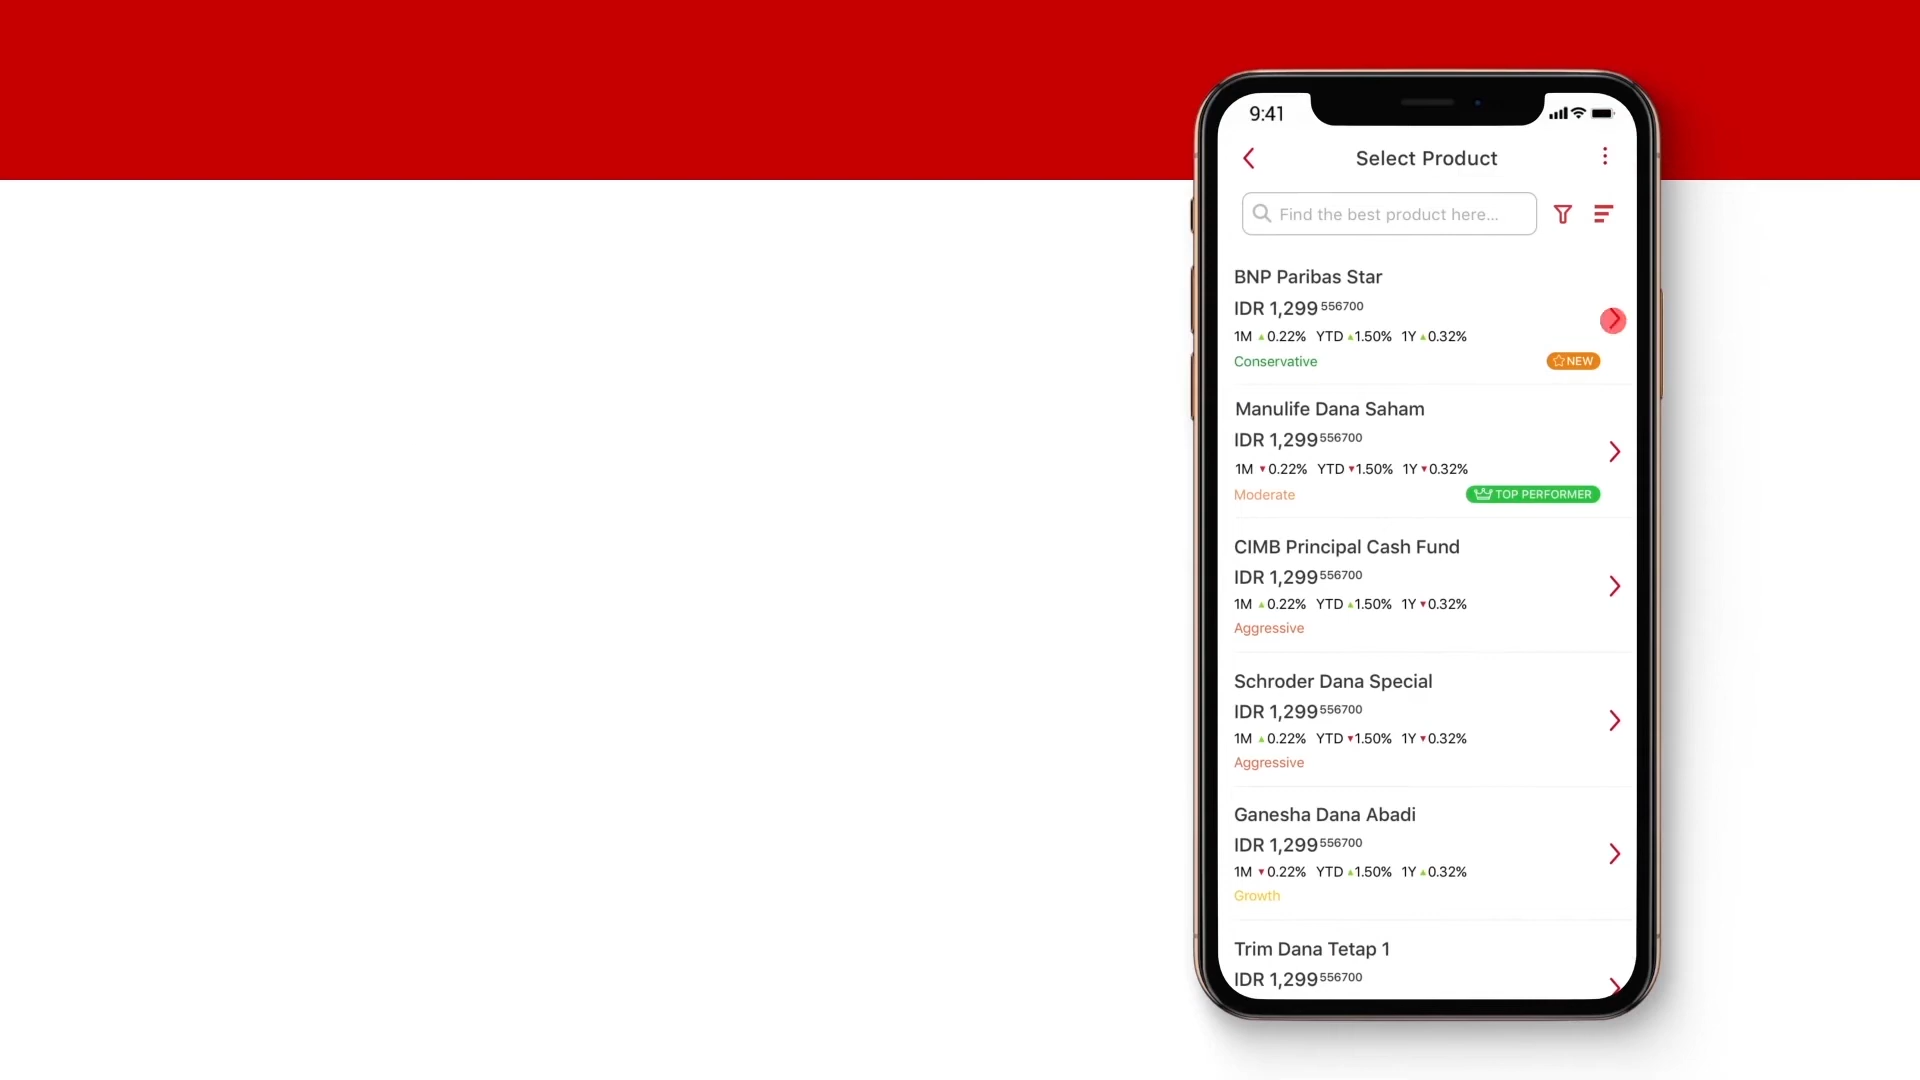 9:41
Select Product
Find the best product here...
BNP Paribas Star
IDR 1,299 556700
1M ▲0.22% YTD ▲1.50% 1Y ▲0.32%
Conservative
NEW
Manulife Dana Saham
IDR 1,299 556700
1M ▼0.22% YTD ▼1.50% 1Y ▼0.32%
Moderate
TOP PERFORMER
CIMB Principal Cash Fund
IDR 1,299 556700
1M ▲0.22% YTD ▲1.50% 1Y ▼0.32%
Aggressive
Schroder Dana Special
IDR 1,299 556700
1M ▲0.22% YTD ▼1.50% 1Y ▼0.32%
Aggressive
Ganesha Dana Abadi
IDR 1,299 556700
1M ▼0.22% YTD ▲1.50% 1Y ▲0.32%
Growth
Trim Dana Tetap 1
IDR 1,299 556700